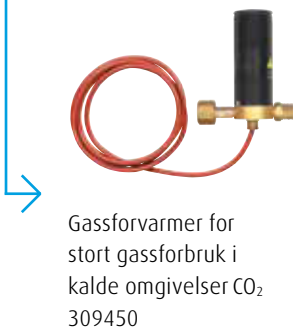 Gassforvarmer for
stort gassforbruk i
kalde omgivelser CO₂
309450